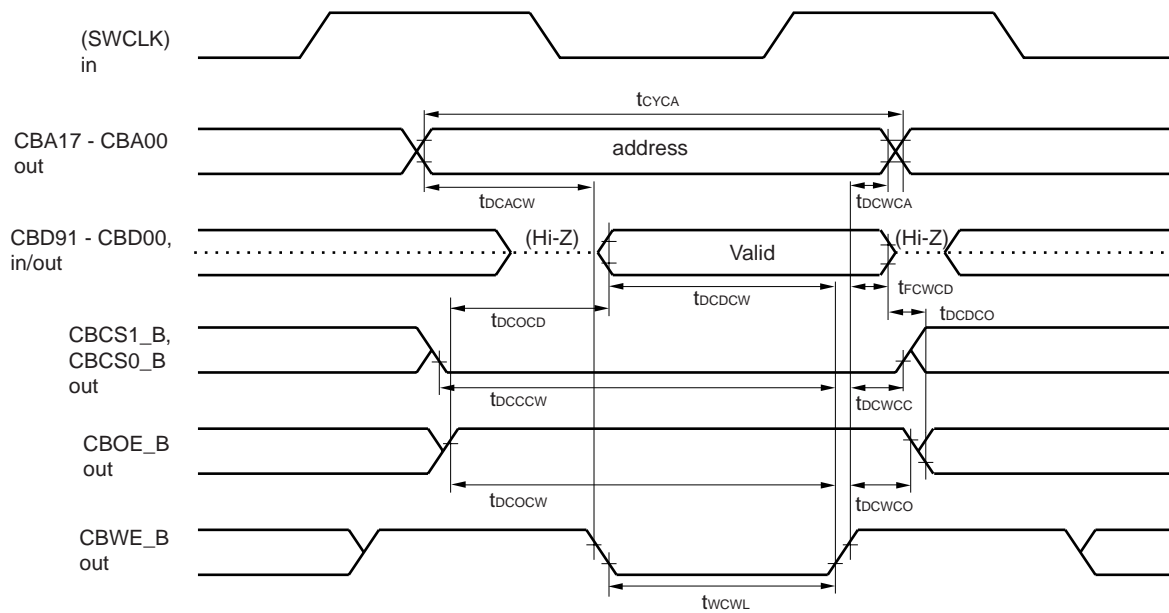 (SWCLK)
in
tCYCA
CBA17 - CBA00
out
address
tDCACW
tDCWCA
CBD91 - CBD00,
in/out
(Hi-Z)
Valid
(Hi-Z)
tDCDCW
tFCWCD
tDCOCD
tDCDCO
CBCS1_B,
CBCS0_B
out
tDCCCW
tDCWCC
CBOE_B
out
tDCOCW
tDCWCO
CBWE_B
out
tWCWL